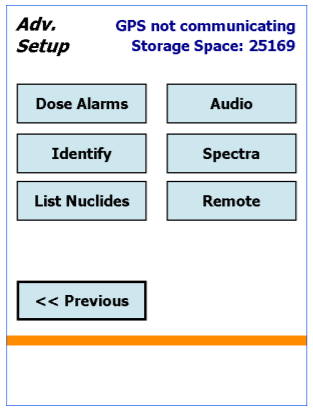 Adv. Setup
GPS not communicating
Storage Space: 25169
Dose Alarms
Audio
Identify
Spectra
List Nuclides
Remote
<< Previous